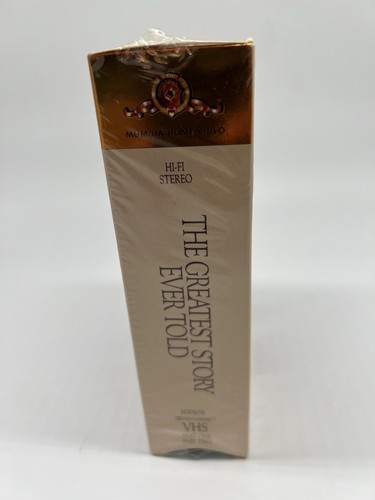 MGM/UA HOME VIDEO
HI-FI
STEREO
THE GREATEST STORY
EVER TOLD
VHS